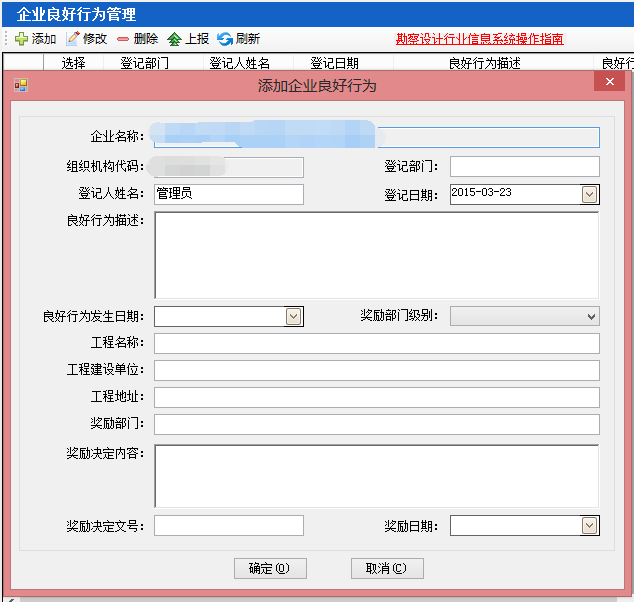 企业良好行为管理
添加 修改 删除 上报 刷新 勘察设计行业信息系统操作指南
选择 登记部门 登记人姓名 登记日期 良好行为描述 良好行
添加企业良好行为
企业名称：
组织机构代码： 登记部门：
登记人姓名： 管理员 登记日期： 2015-03-23
良好行为描述：
良好行为发生日期： 奖励部门级别：
工程名称：
工程建设单位：
工程地址：
奖励部门：
奖励决定内容：
奖励决定文号： 奖励日期：
确定(O) 取消(C)